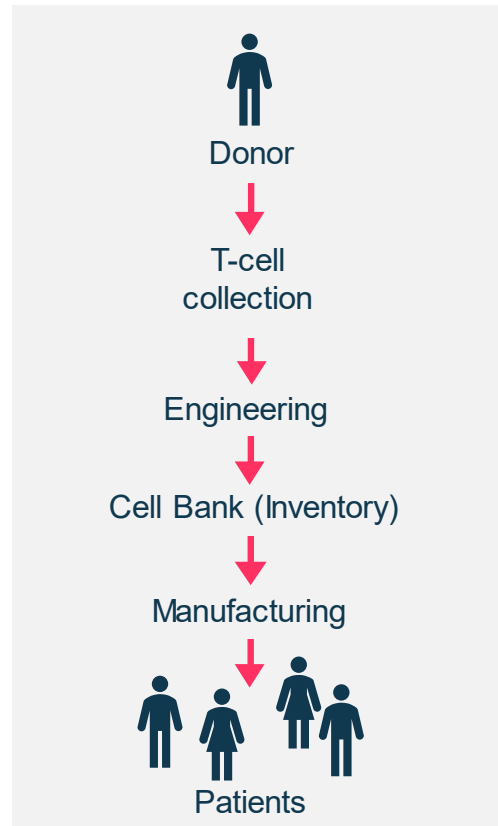 Donor
T-cell
collection
Engineering
Cell Bank (Inventory)
Manufacturing
Patients